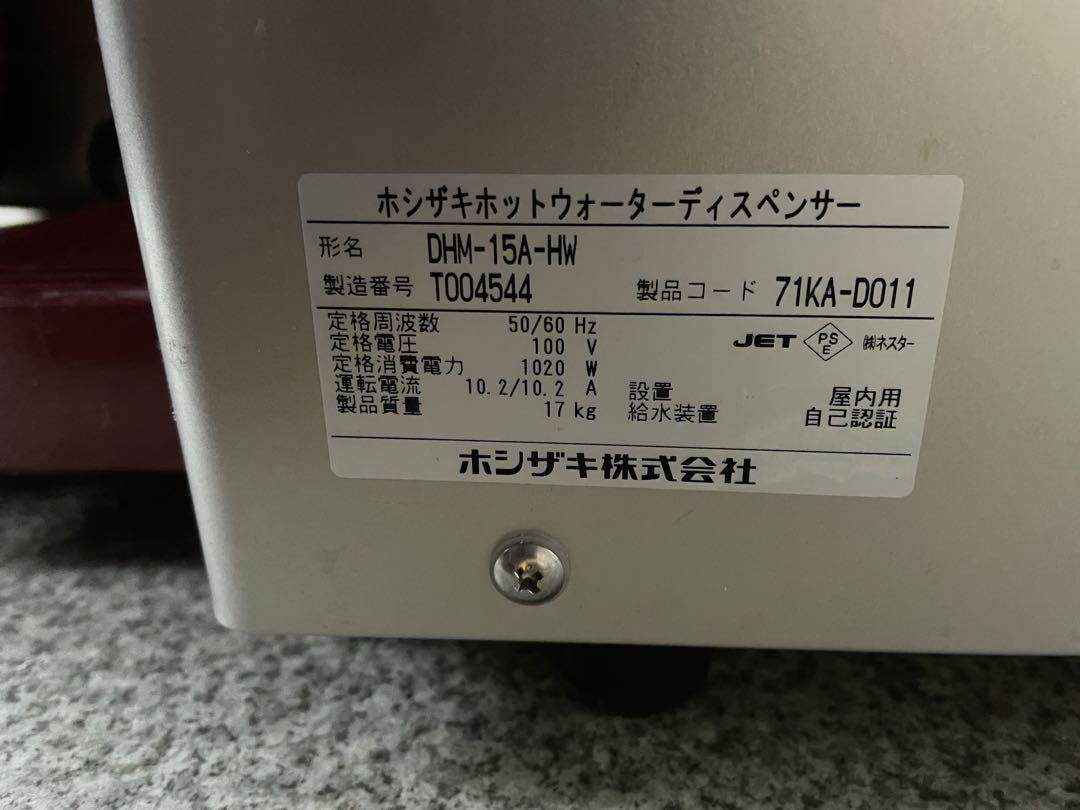 ホシザキホットウォーターディスペンサー
形名 DHM-15A-HW
製造番号 T004544 製品コード 71KA-D011
定格周波数 50/60 Hz
定格電圧 100 V
定格消費電力 1020 W
運転電流 10.2/10.2 A
製品質量 17 kg
JET PSE ㈱ネスター
設置 屋内用
給水装置 自己認証
ホシザキ株式会社